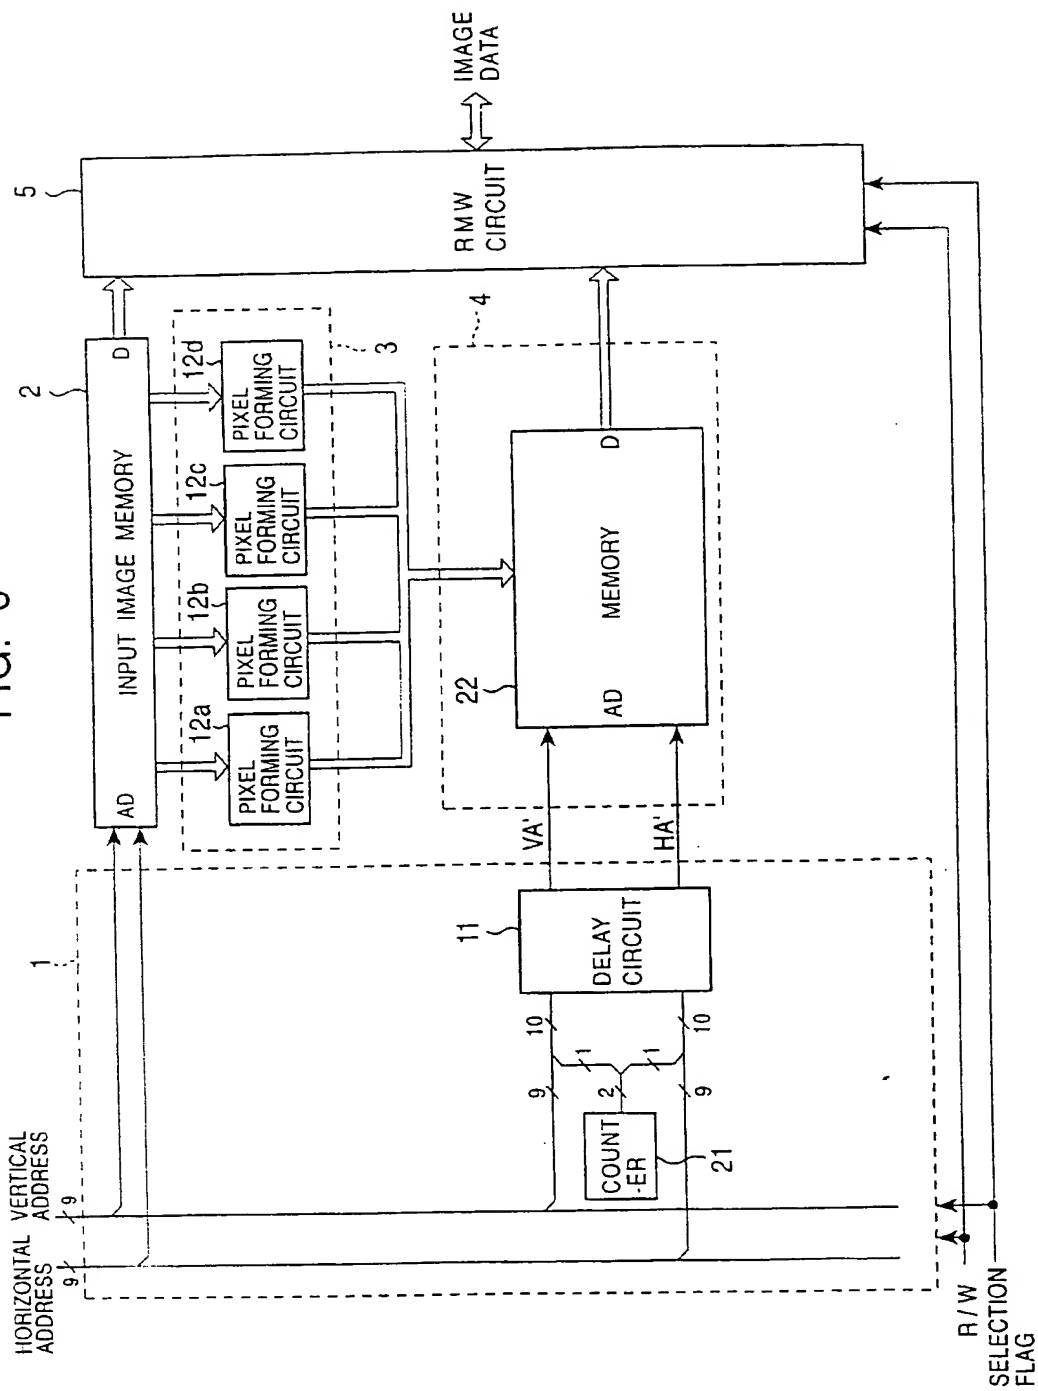 FIG.
HORIZONTAL
ADDRESS
VERTICAL
ADDRESS
9
9
1
2
AD
INPUT IMAGE MEMORY
D
5
RMW
CIRCUIT
IMAGE
DATA
3
12a
PIXEL
FORMING
CIRCUIT
12b
PIXEL
FORMING
CIRCUIT
12c
PIXEL
FORMING
CIRCUIT
12d
PIXEL
FORMING
CIRCUIT
4
22
AD
MEMORY
D
VA'
HA'
11
DELAY
CIRCUIT
10
10
1
1
9
2
9
COUNT
-ER
21
R/W
SELECTION
FLAG